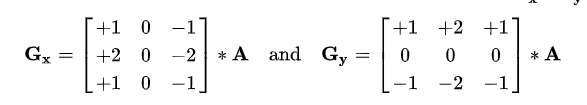 Gx = [+1 0 −1
+2 0 −2
+1 0 −1] * A and Gy = [+1 +2 +1
0 0 0
−1 −2 −1] * A